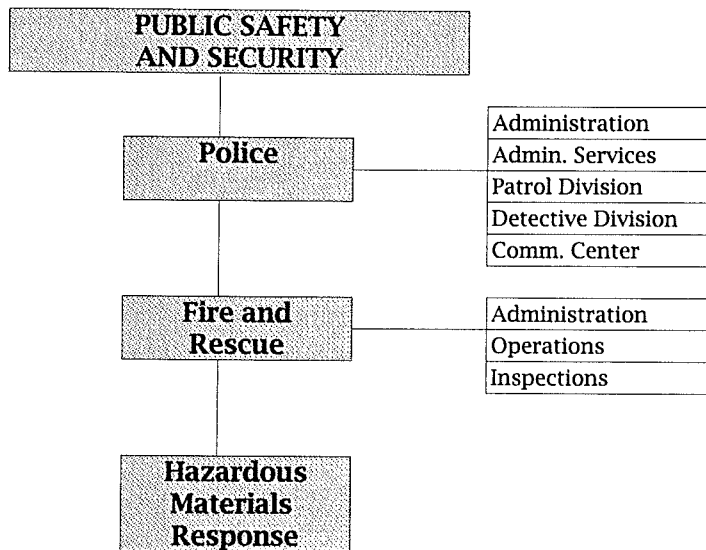 PUBLIC SAFETY
AND SECURITY
Police
Administration
Admin. Services
Patrol Division
Detective Division
Comm. Center
Fire and
Rescue
Administration
Operations
Inspections
Hazardous
Materials
Response